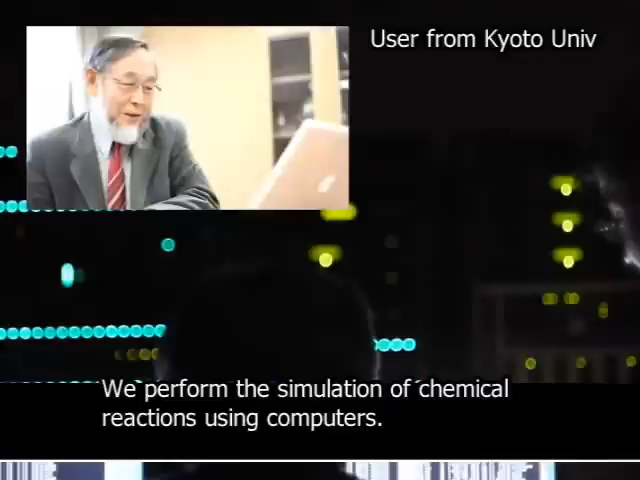 User from Kyoto Univ
We perform the simulation of chemical
reactions using computers.